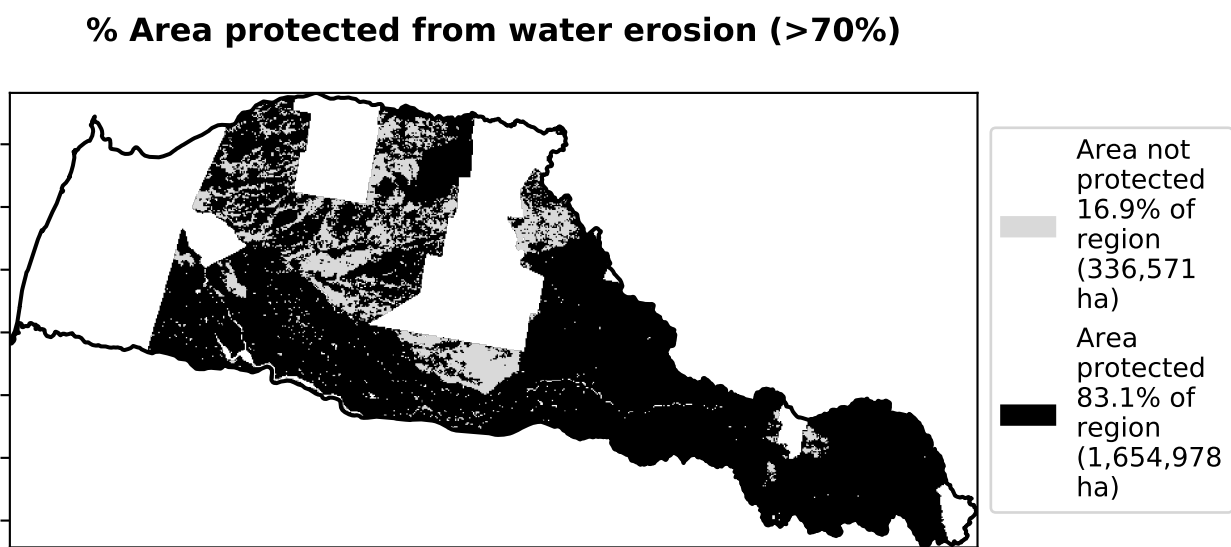 % Area protected from water erosion (>70%)
Area not
protected
16.9% of
region
(336,571
ha)
Area
protected
83.1% of
region
(1,654,978
ha)